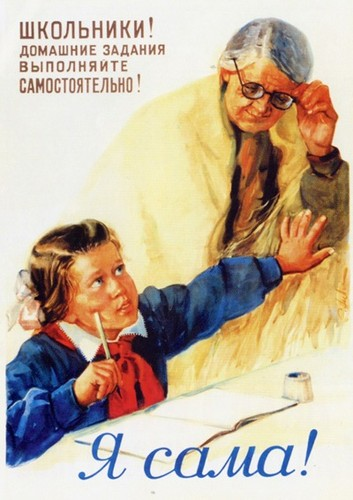 ШКОЛЬНИКИ!
ДОМАШНИЕ ЗАДАНИЯ
ВЫПОЛНЯЙТЕ
САМОСТОЯТЕЛЬНО!
Я сама!